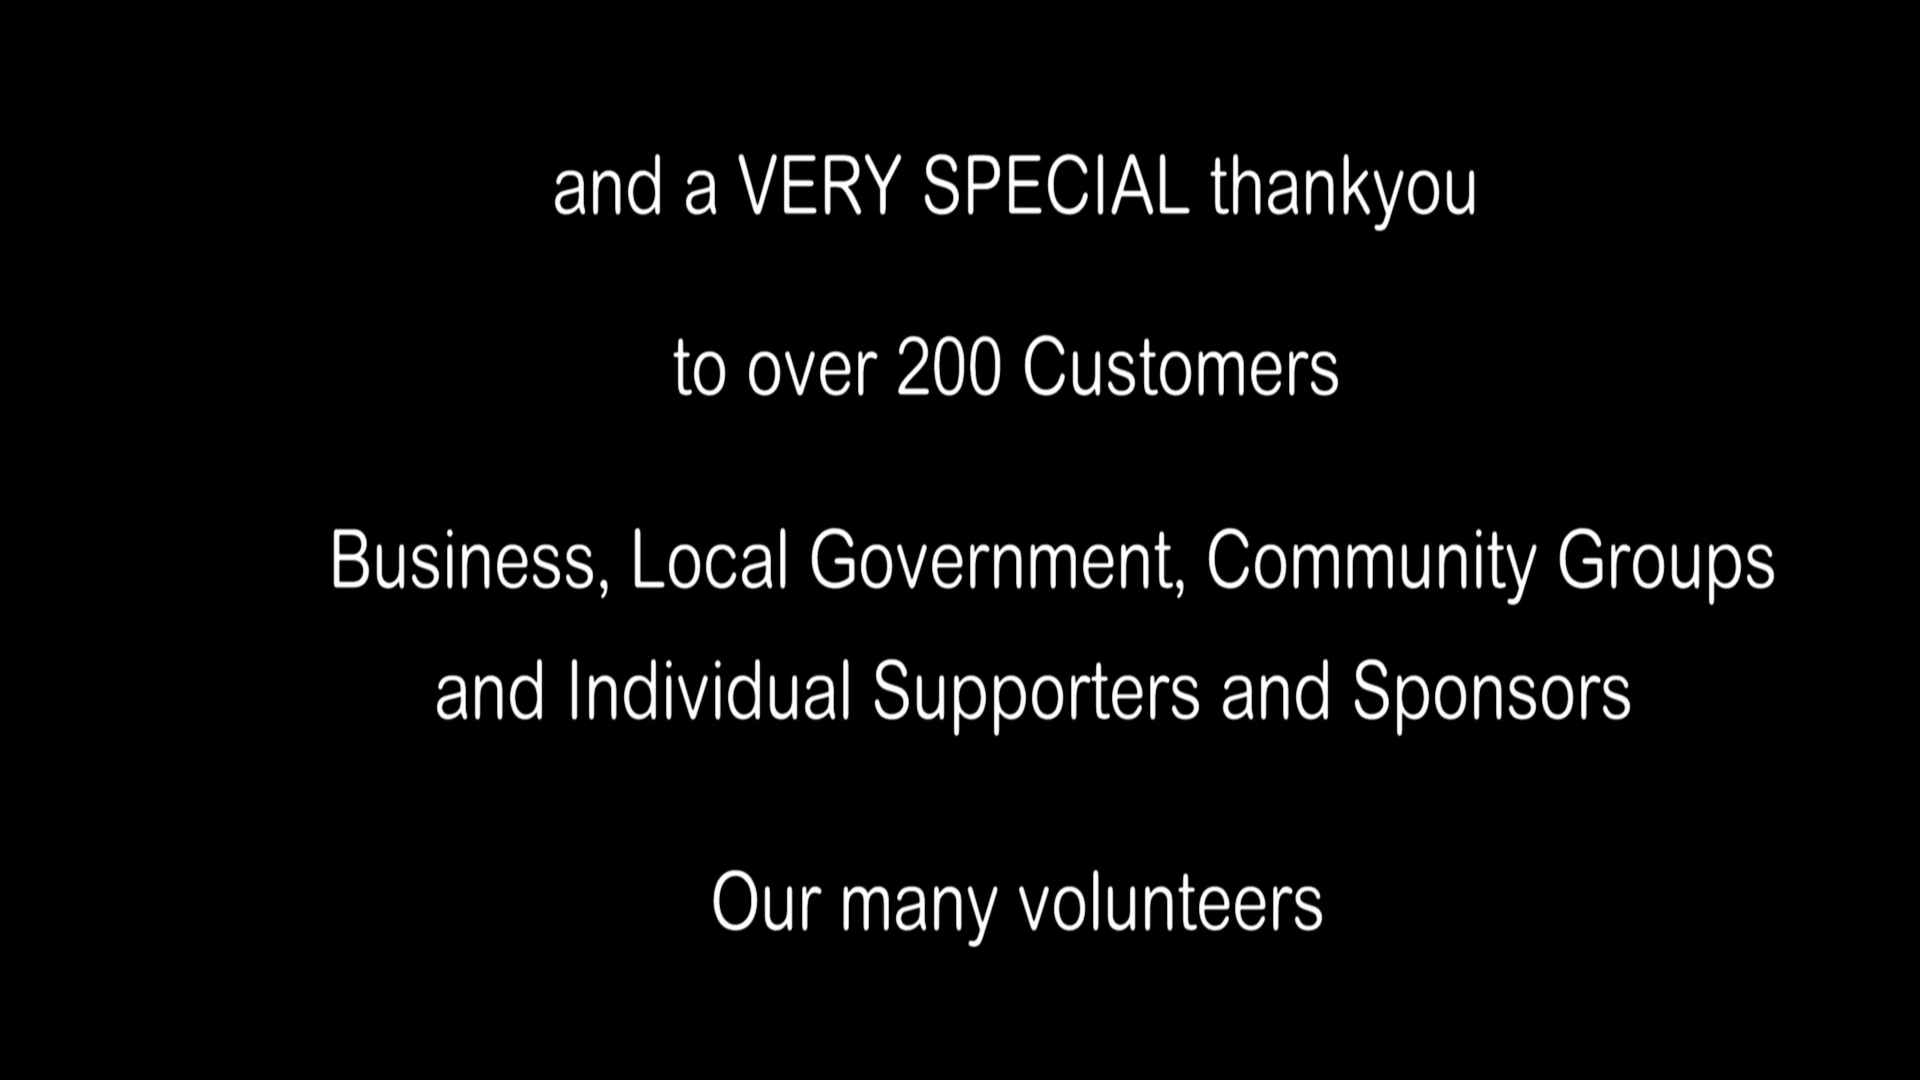 and a VERY SPECIAL thankyou
to over 200 Customers
Business, Local Government, Community Groups
and Individual Supporters and Sponsors
Our many volunteers